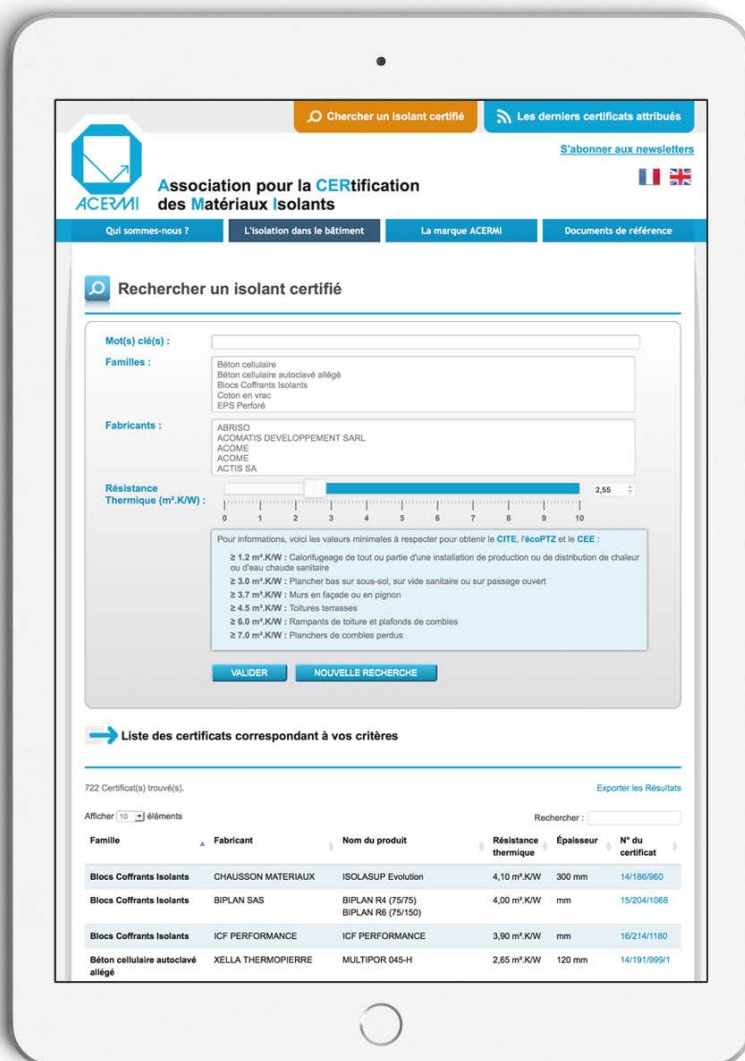 Chercher un isolant certifié
Les derniers certificats attribués
S'abonner aux newsletters
ACERMI
Association pour la CERtification
des Matériaux Isolants
Qui sommes-nous ?
L'isolation dans le bâtiment
La marque ACERMI
Documents de référence
Rechercher un isolant certifié
Mot(s) clé(s) :
Familles :
Béton cellulaire
Béton cellulaire autoclavé allégé
Blocs Coffrants Isolants
Coton en vrac
EPS Perforé
Fabricants :
ABRISO
ACOMATIS DEVELOPPEMENT SARL
ACOME
ACOME
ACTIS SA
Résistance
Thermique (m².K/W) :
2,55
0 1 2 3 4 5 6 7 8 9 10
Pour informations, voici les valeurs minimales à respecter pour obtenir le CITE, l'écoPTZ et le CEE :
≥ 1.2 m².K/W : Calorifugeage de tout ou partie d'une installation de production ou de distribution de chaleur
ou d'eau chaude sanitaire
≥ 3.0 m².K/W : Plancher bas sur sous-sol, sur vide sanitaire ou sur passage ouvert
≥ 3.7 m².K/W : Murs en façade ou en pignon
≥ 4.5 m².K/W : Toitures terrasses
≥ 6.0 m².K/W : Rampants de toiture et plafonds de combles
≥ 7.0 m².K/W : Planchers de combles perdus
VALIDER
NOUVELLE RECHERCHE
Liste des certificats correspondant à vos critères
722 Certificat(s) trouvé(s).
Exporter les Résultats
Afficher 10 éléments
Rechercher :
Famille Fabricant Nom du produit Résistance thermique Épaisseur N° du certificat
Blocs Coffrants Isolants CHAUSSON MATERIAUX ISOLASUP Evolution 4,10 m².K/W 300 mm 14/186/960
Blocs Coffrants Isolants BIPLAN SAS BIPLAN R4 (75/75) 4,00 m².K/W mm 15/204/1068
BIPLAN R6 (75/150)
Blocs Coffrants Isolants ICF PERFORMANCE ICF PERFORMANCE 3,90 m².K/W mm 16/214/1180
Béton cellulaire autoclavé XELLA THERMOPIERRE MULTIPOR 045-H 2,65 m².K/W 120 mm 14/191/999/1
allégé